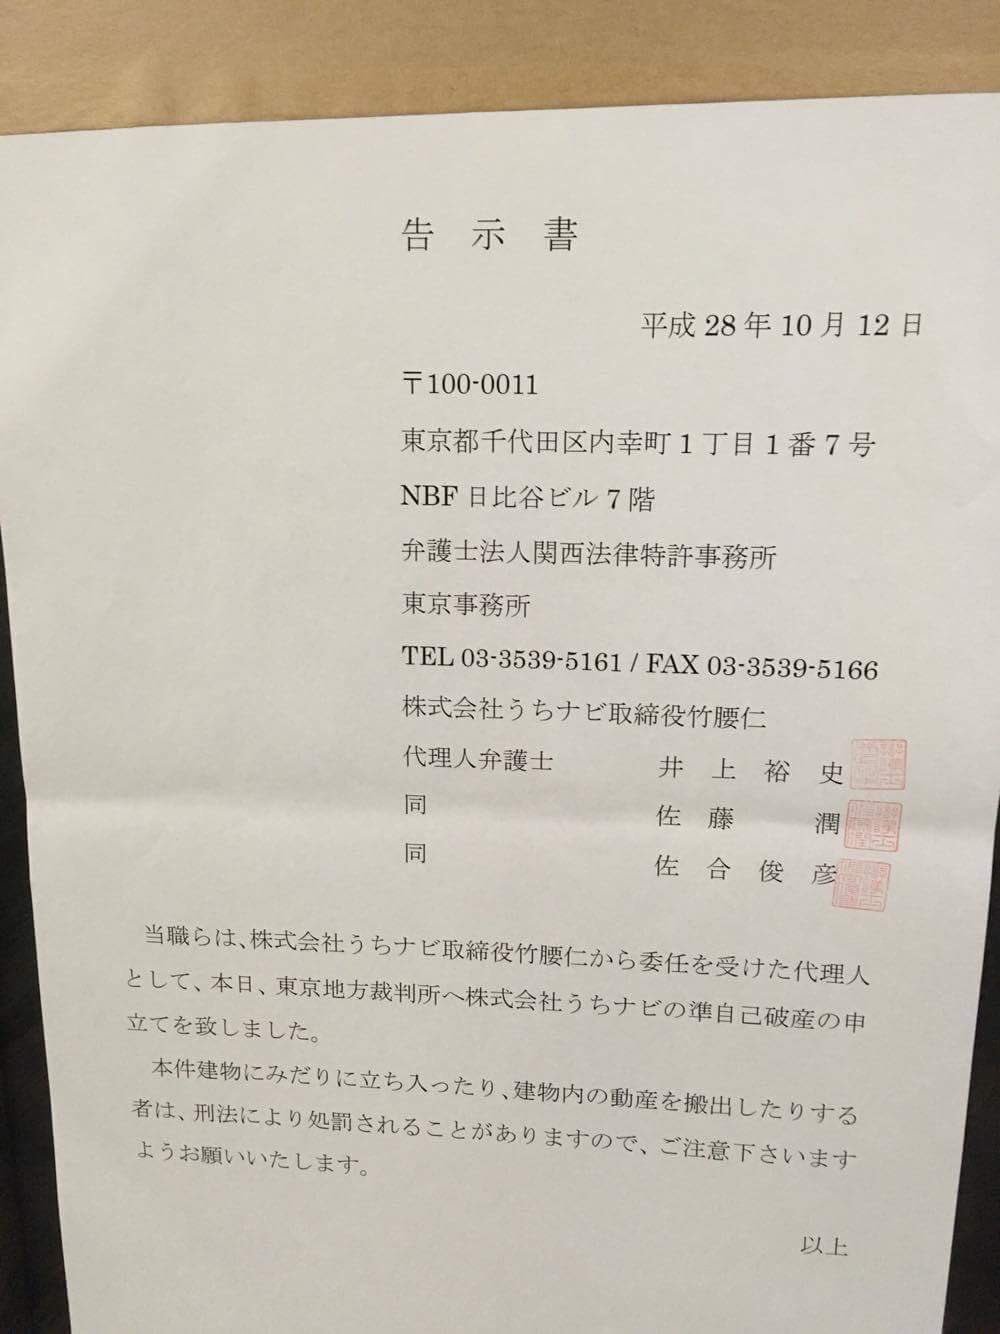 告示書
平成28年10月12日
〒100-0011
東京都千代田区内幸町1丁目1番7号
NBF日比谷ビル7階
弁護士法人関西法律特許事務所
東京事務所
TEL 03-3539-5161 / FAX 03-3539-5166
株式会社うちナビ取締役竹腰仁
代理人弁護士 井上裕史
同 佐藤潤
同 佐合俊彦
当職らは、株式会社うちナビ取締役竹腰仁から委任を受けた代理人
として、本日、東京地方裁判所へ株式会社うちナビの準自己破産の申
立てを致しました。
本件建物にみだりに立ち入ったり、建物内の動産を搬出したりする
者は、刑法により処罰されることがありますので、ご注意下さいます
ようお願いいたします。
以上